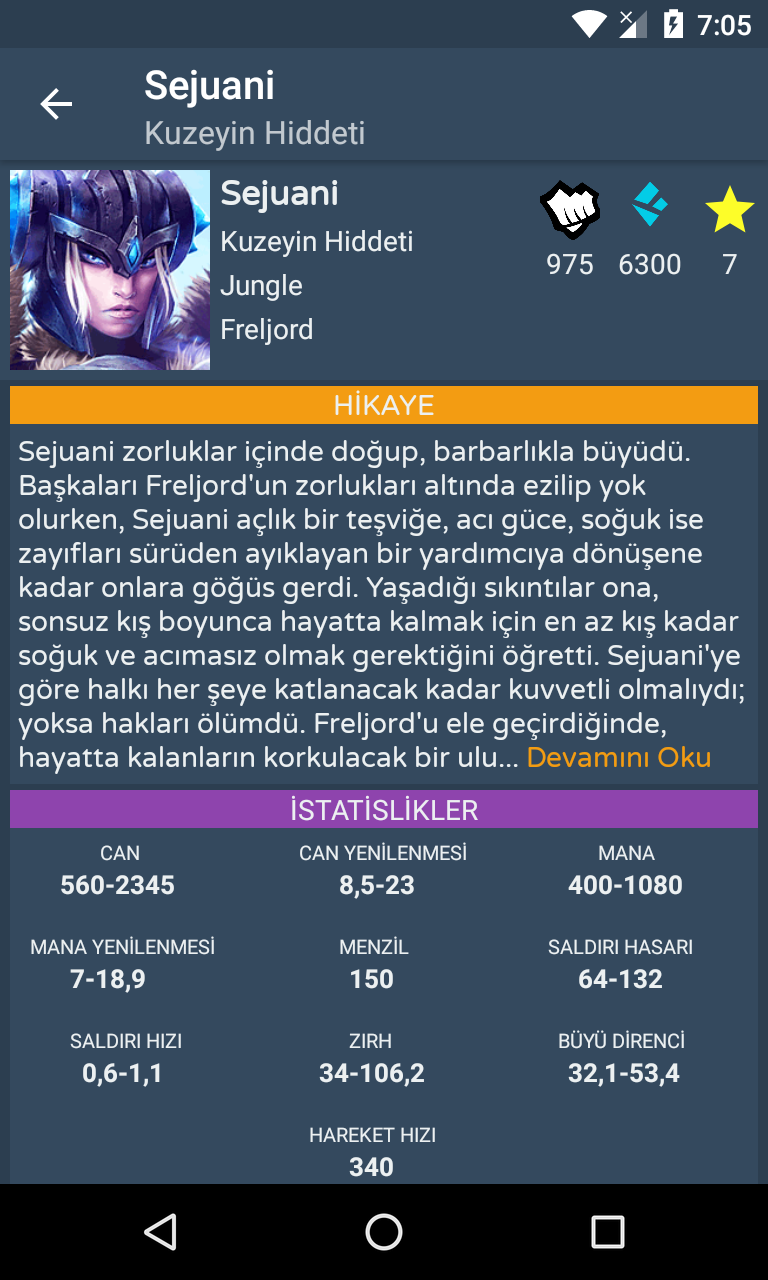 7:05
Sejuani
Kuzeyin Hiddeti
Sejuani
Kuzeyin Hiddeti
Jungle
Freljord
975 6300 7
HİKAYE
Sejuani zorluklar içinde doğup, barbarlıkla büyüdü.
Başkaları Freljord'un zorlukları altında ezilip yok
olurken, Sejuani açlık bir teşviğe, acı güce, soğuk ise
zayıfları sürüden ayıklayan bir yardımcıya dönüşene
kadar onlara göğüs gerdi. Yaşadığı sıkıntılar ona,
sonsuz kış boyunca hayatta kalmak için en az kış kadar
soğuk ve acımasız olmak gerektiğini öğretti. Sejuani'ye
göre halkı her şeye katlanacak kadar kuvvetli olmalıydı;
yoksa hakları ölümdü. Freljord'u ele geçirdiğinde,
hayatta kalanların korkulacak bir ulu... Devamını Oku
İSTATİSLİKLER
CAN CAN YENİLENMESİ MANA
560-2345 8,5-23 400-1080
MANA YENİLENMESİ MENZİL SALDIRI HASARI
7-18,9 150 64-132
SALDIRI HIZI ZIRH BÜYÜ DİRENCİ
0,6-1,1 34-106,2 32,1-53,4
HAREKET HIZI
340